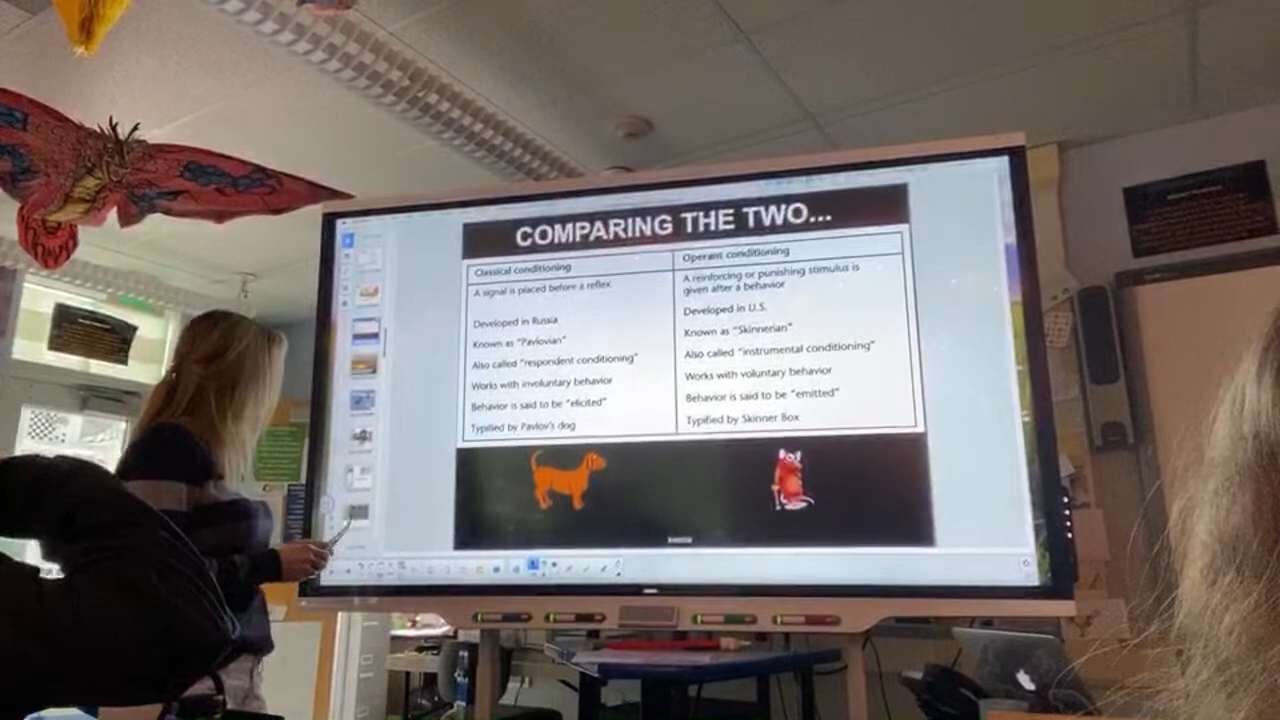 COMPARING THE TWO...
Classical conditioning
A signal is placed before a reflex
Developed in Russia
Known as "Pavlovian"
Also called "respondent conditioning"
Works with involuntary behavior
Behavior is said to be "elicited"
Typified by Pavlov's dog
Operant conditioning
A reinforcing or punishing stimulus is
given after a behavior
Developed in U.S.
Known as "Skinnerian"
Also called "instrumental conditioning"
Works with voluntary behavior
Behavior is said to be "emitted"
Typified by Skinner Box